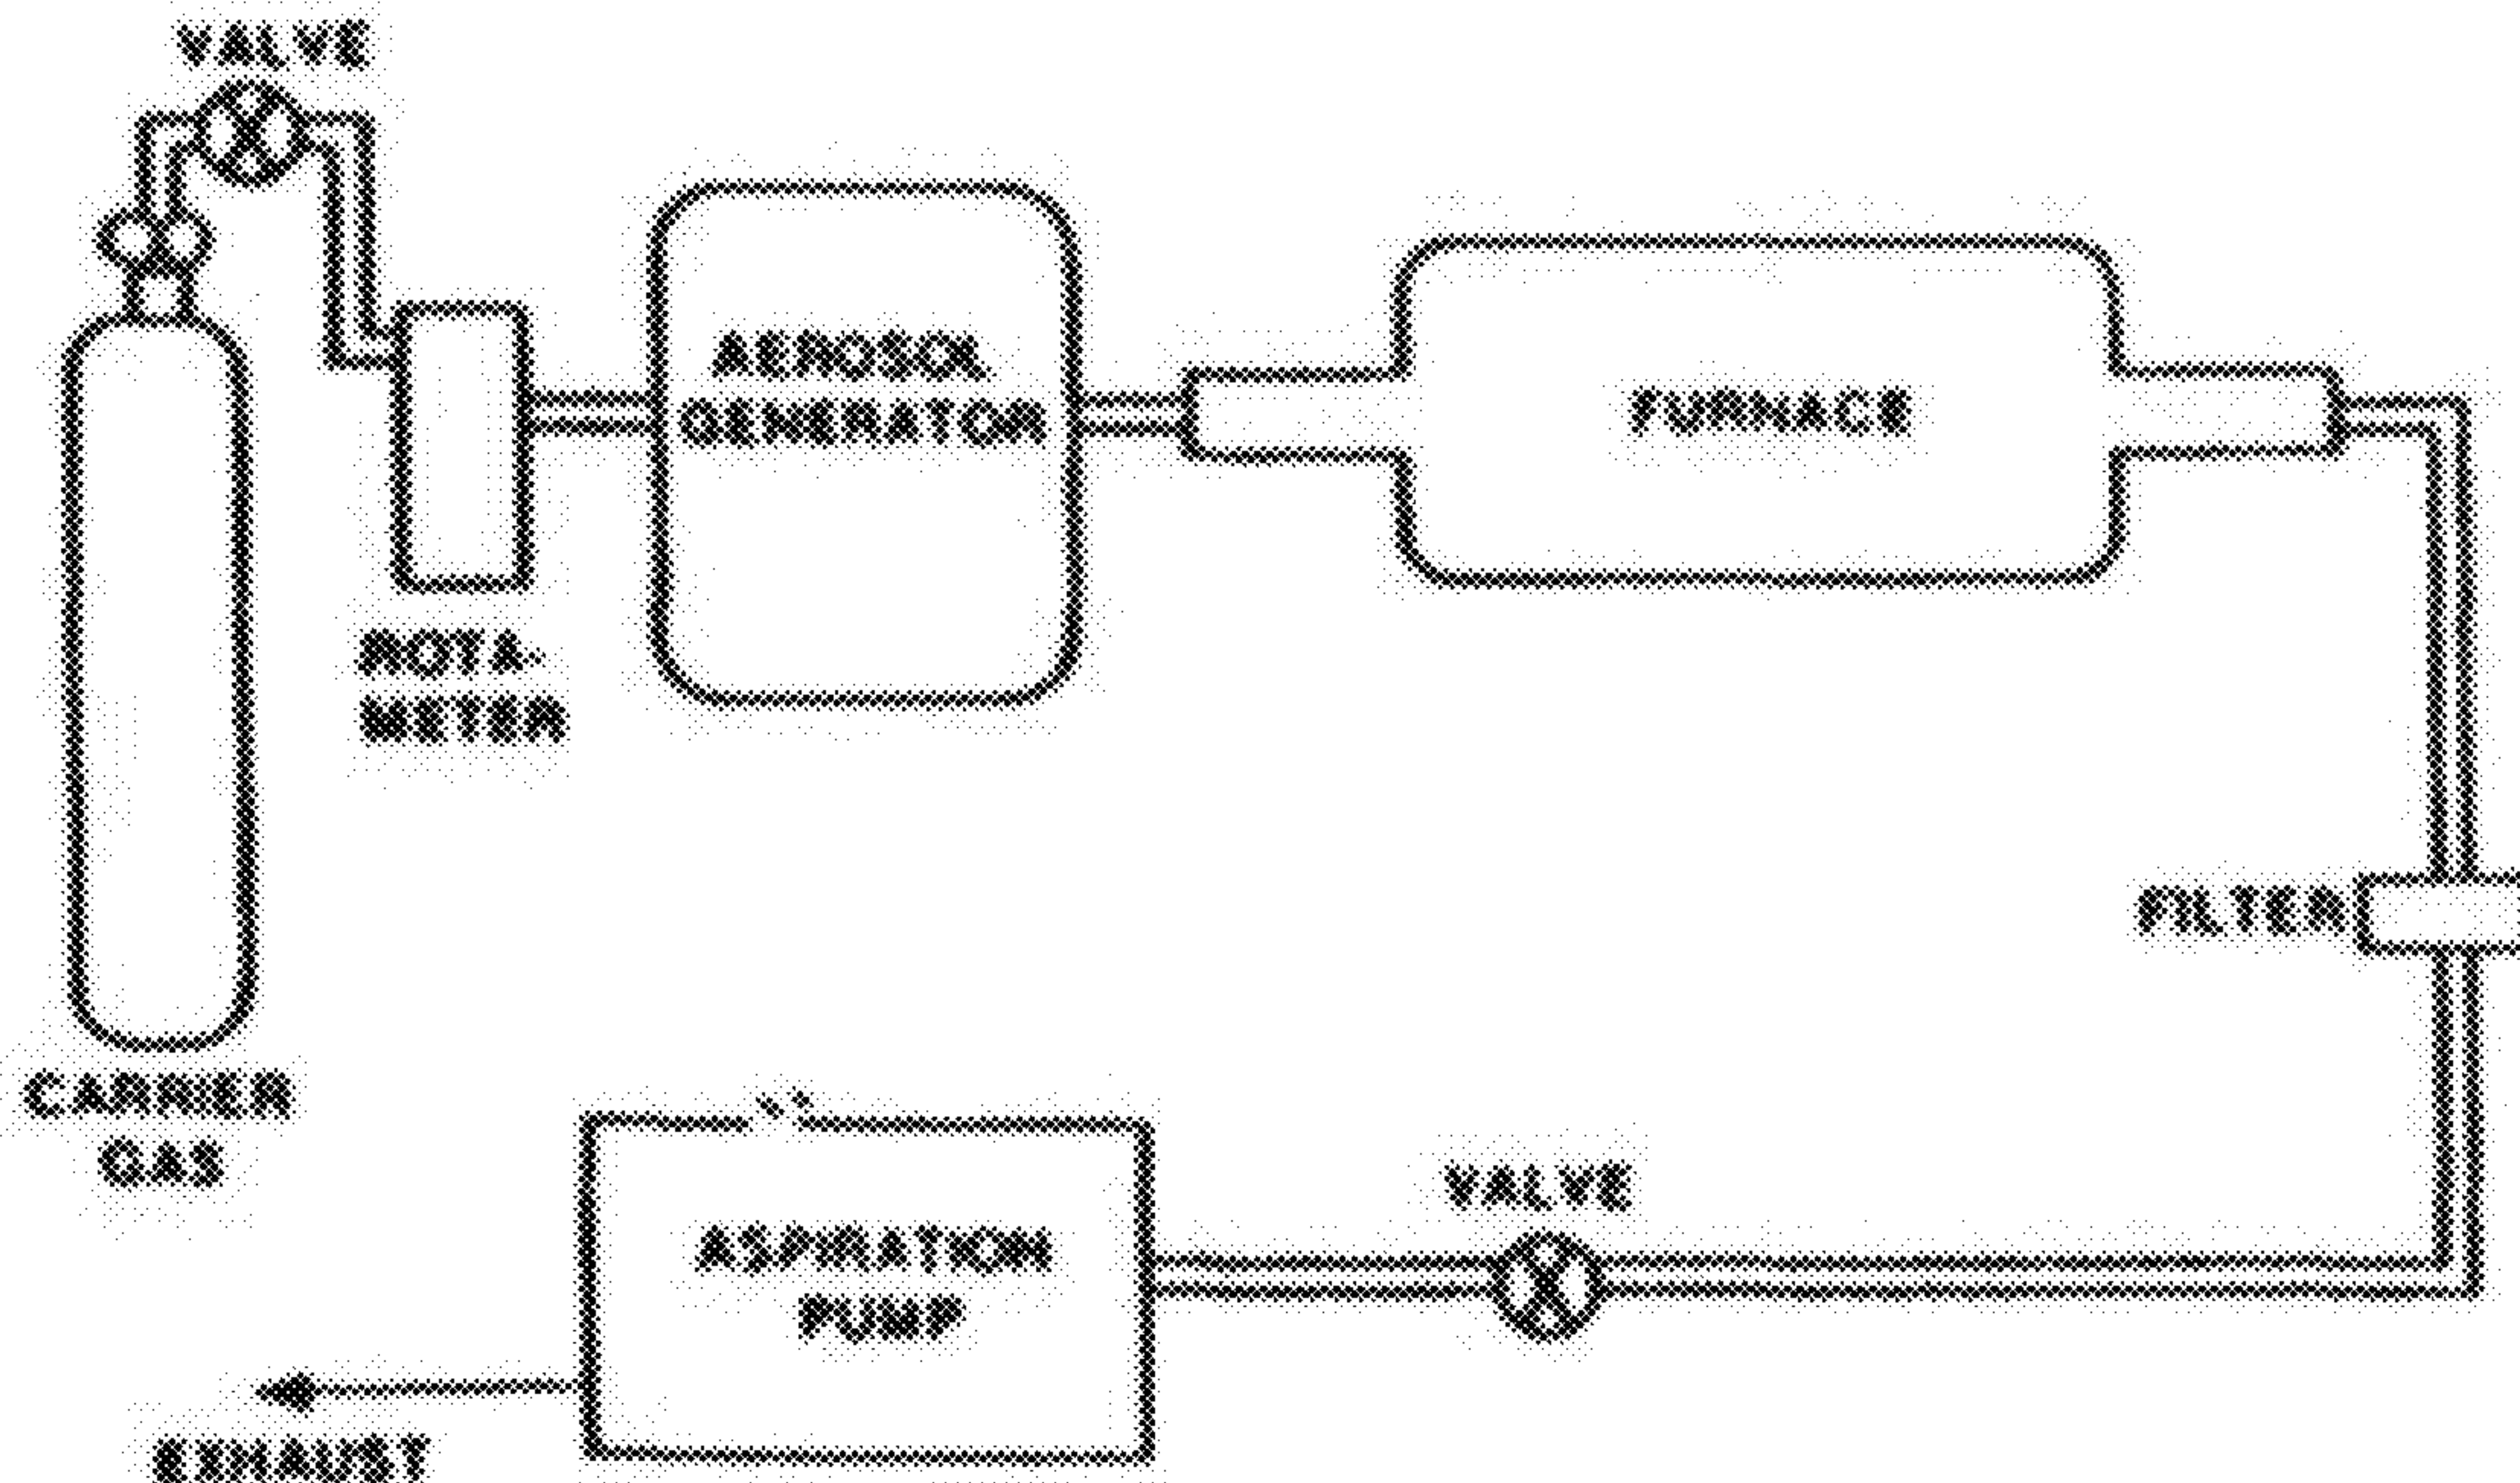 VALVE
AEROSOL
GENERATOR
FURNACE
ROTA-
METER
FILTER
CARRIER
GAS
VALVE
ASPIRATION
PUMP
EXHAUST